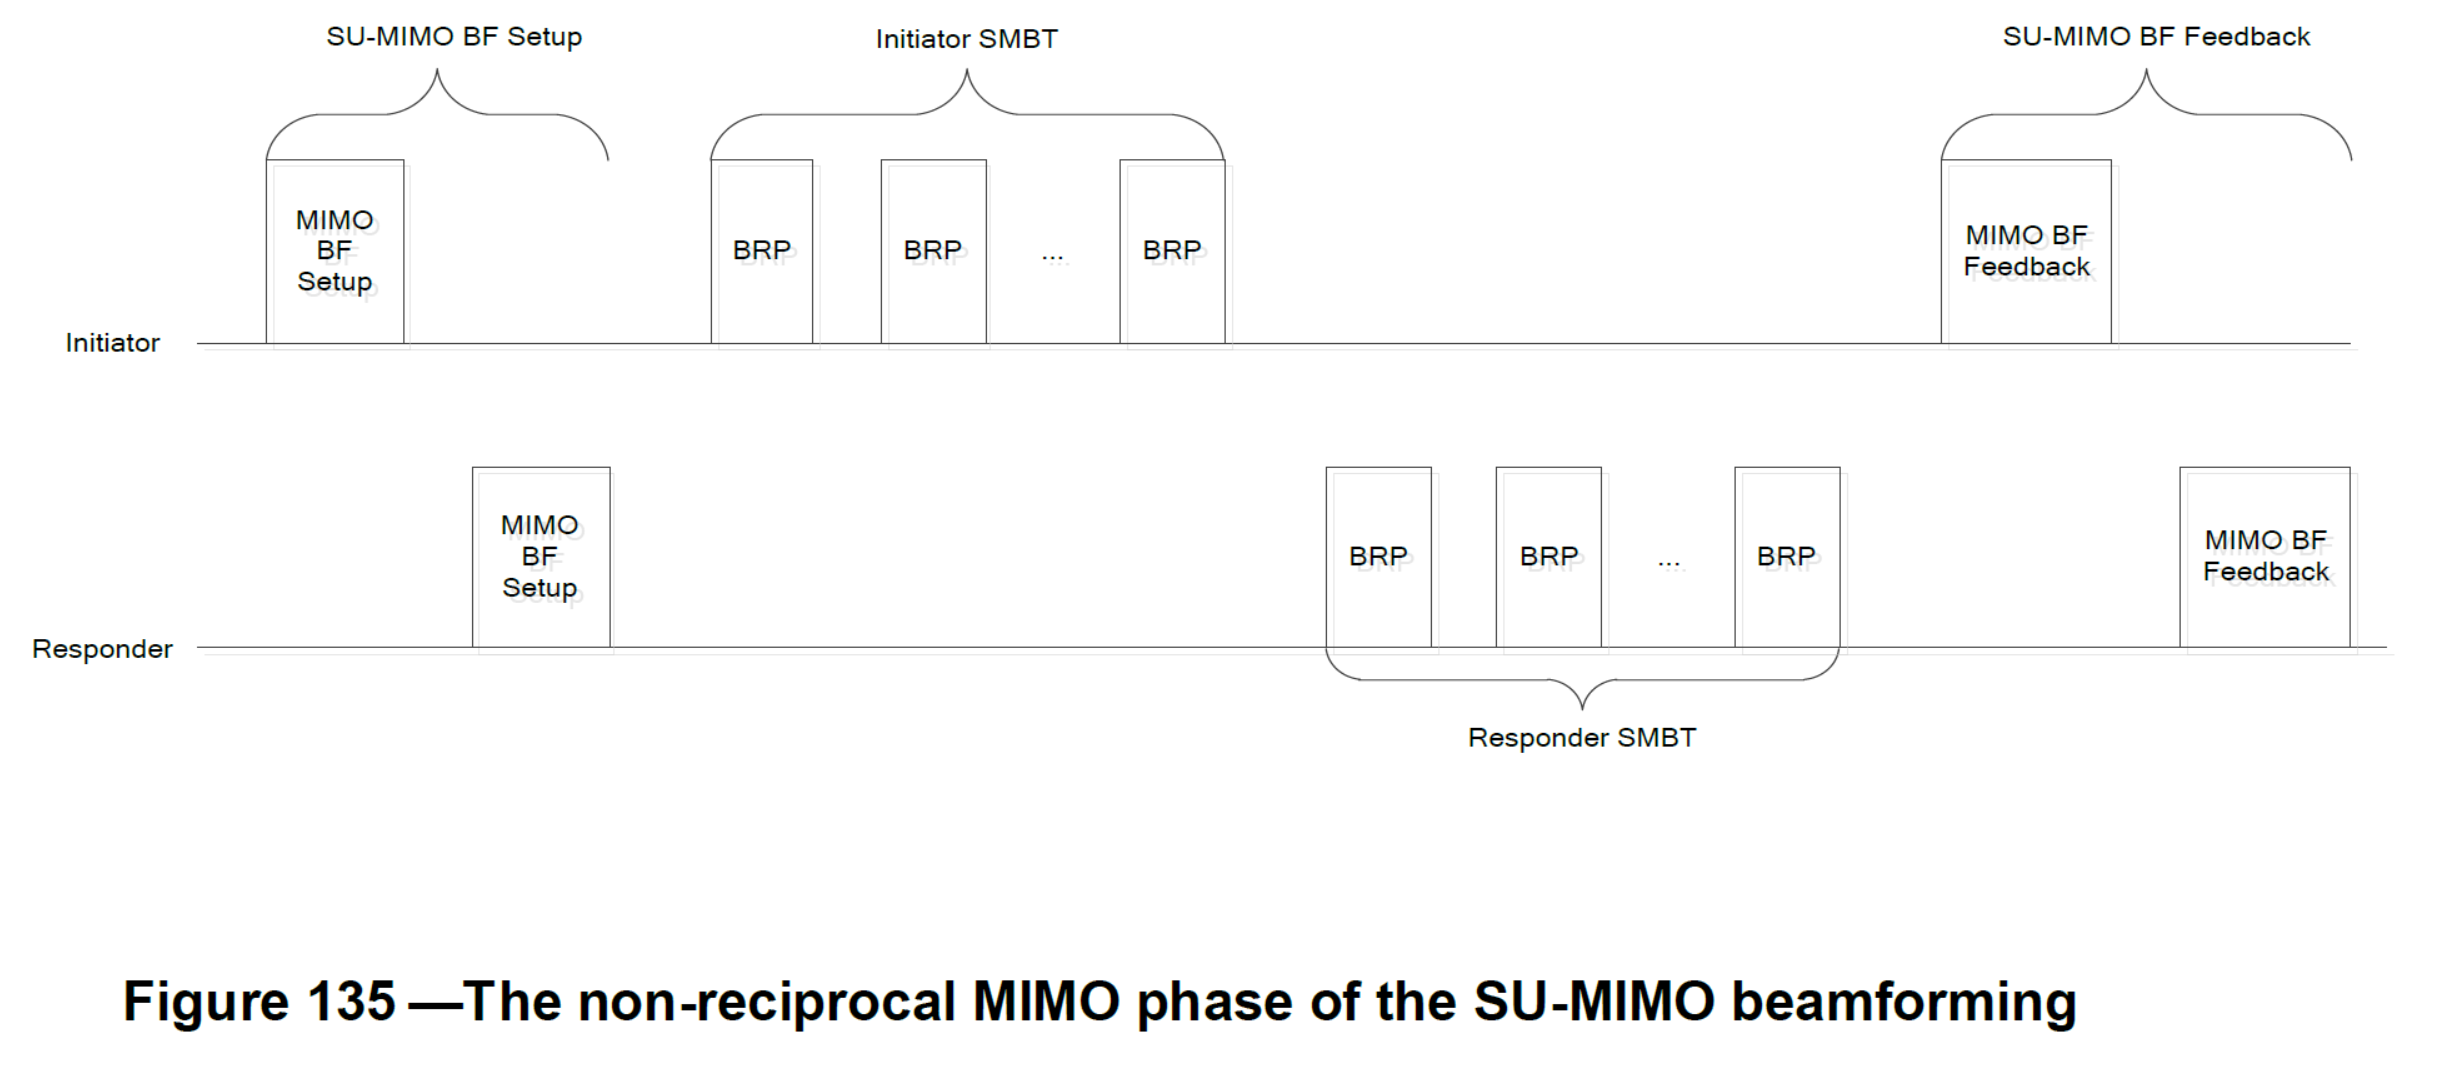 SU-MIMO BF Setup
Initiator SMBT
SU-MIMO BF Feedback
MIMO
BF
Setup
BRP
BRP
...
BRP
MIMO BF
Feedback
Initiator
MIMO
BF
Setup
BRP
BRP
...
BRP
MIMO BF
Feedback
Responder
Responder SMBT
Figure 135 —The non-reciprocal MIMO phase of the SU-MIMO beamforming